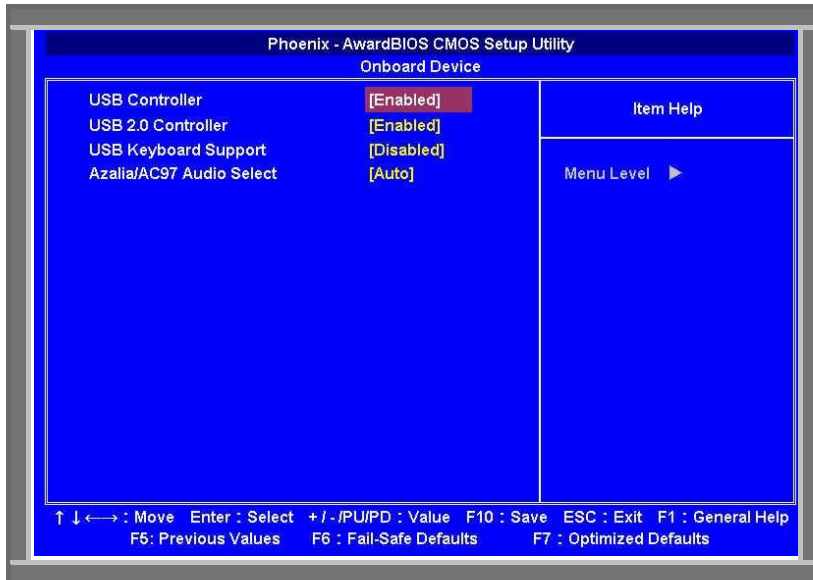 Phoenix - AwardBIOS CMOS Setup Utility
Onboard Device
USB Controller [Enabled]
USB 2.0 Controller [Enabled]
USB Keyboard Support [Disabled]
Azalia/AC97 Audio Select [Auto]
Item Help
Menu Level ▶
↑ ↓ ← → : Move Enter : Select + / - /PU/PD : Value F10 : Save ESC : Exit F1 : General Help
F5: Previous Values F6 : Fail-Safe Defaults F7 : Optimized Defaults